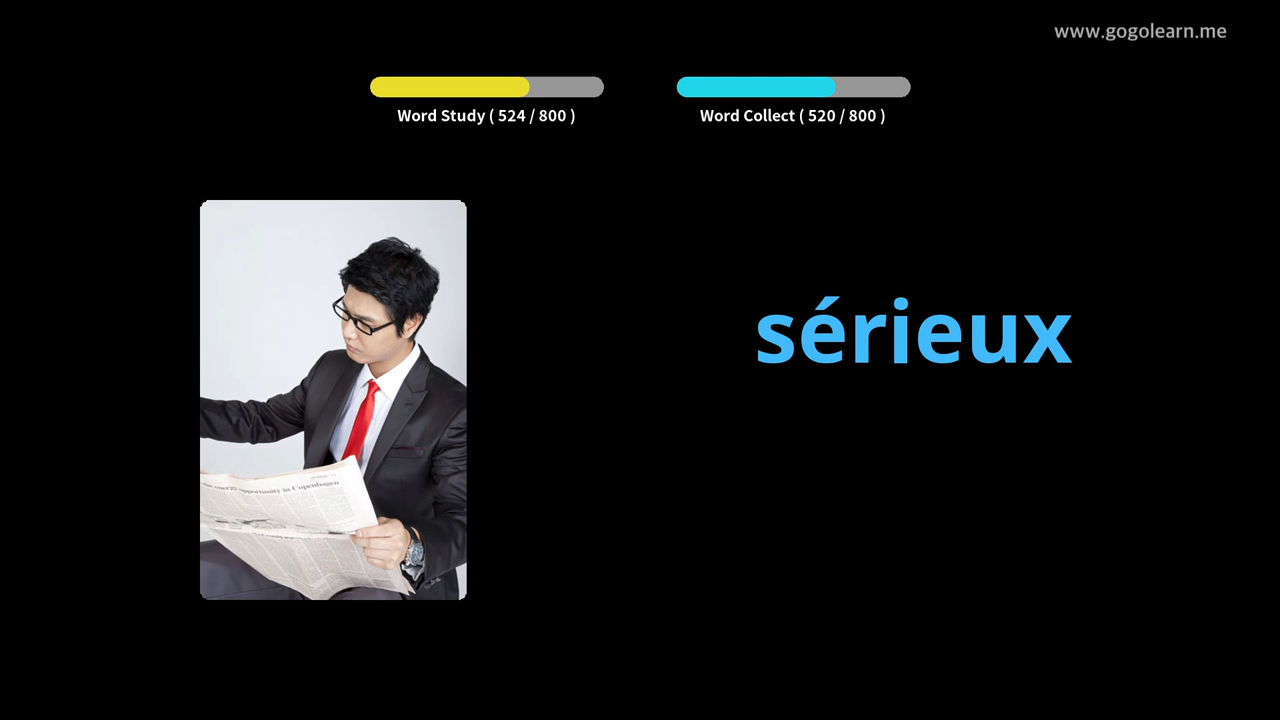 www.gogolearn.me
Word Study ( 524 / 800 )
Word Collect ( 520 / 800 )
sérieux
opportunity in Copenhagen